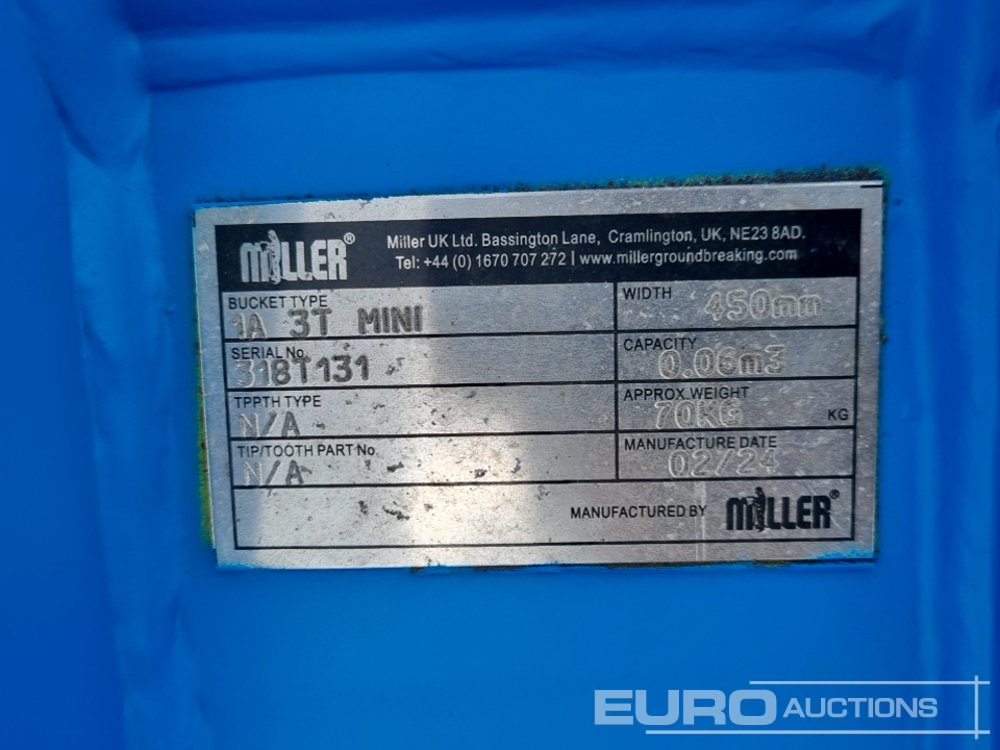 MILLER®
Miller UK Ltd. Bassington Lane, Cramlington, UK, NE23 8AD.
Tel: +44 (0) 1670 707 272 | www.millergroundbreaking.com
BUCKET TYPE
1A 3T MINI
WIDTH
450mm
SERIAL No.
318T131
CAPACITY
0.06m3
TPPTH TYPE
N/A
APPROX.WEIGHT
70KG KG
TIP/TOOTH PART No.
N/A
MANUFACTURE DATE
02/24
MANUFACTURED BY MILLER®
EURO AUCTIONS